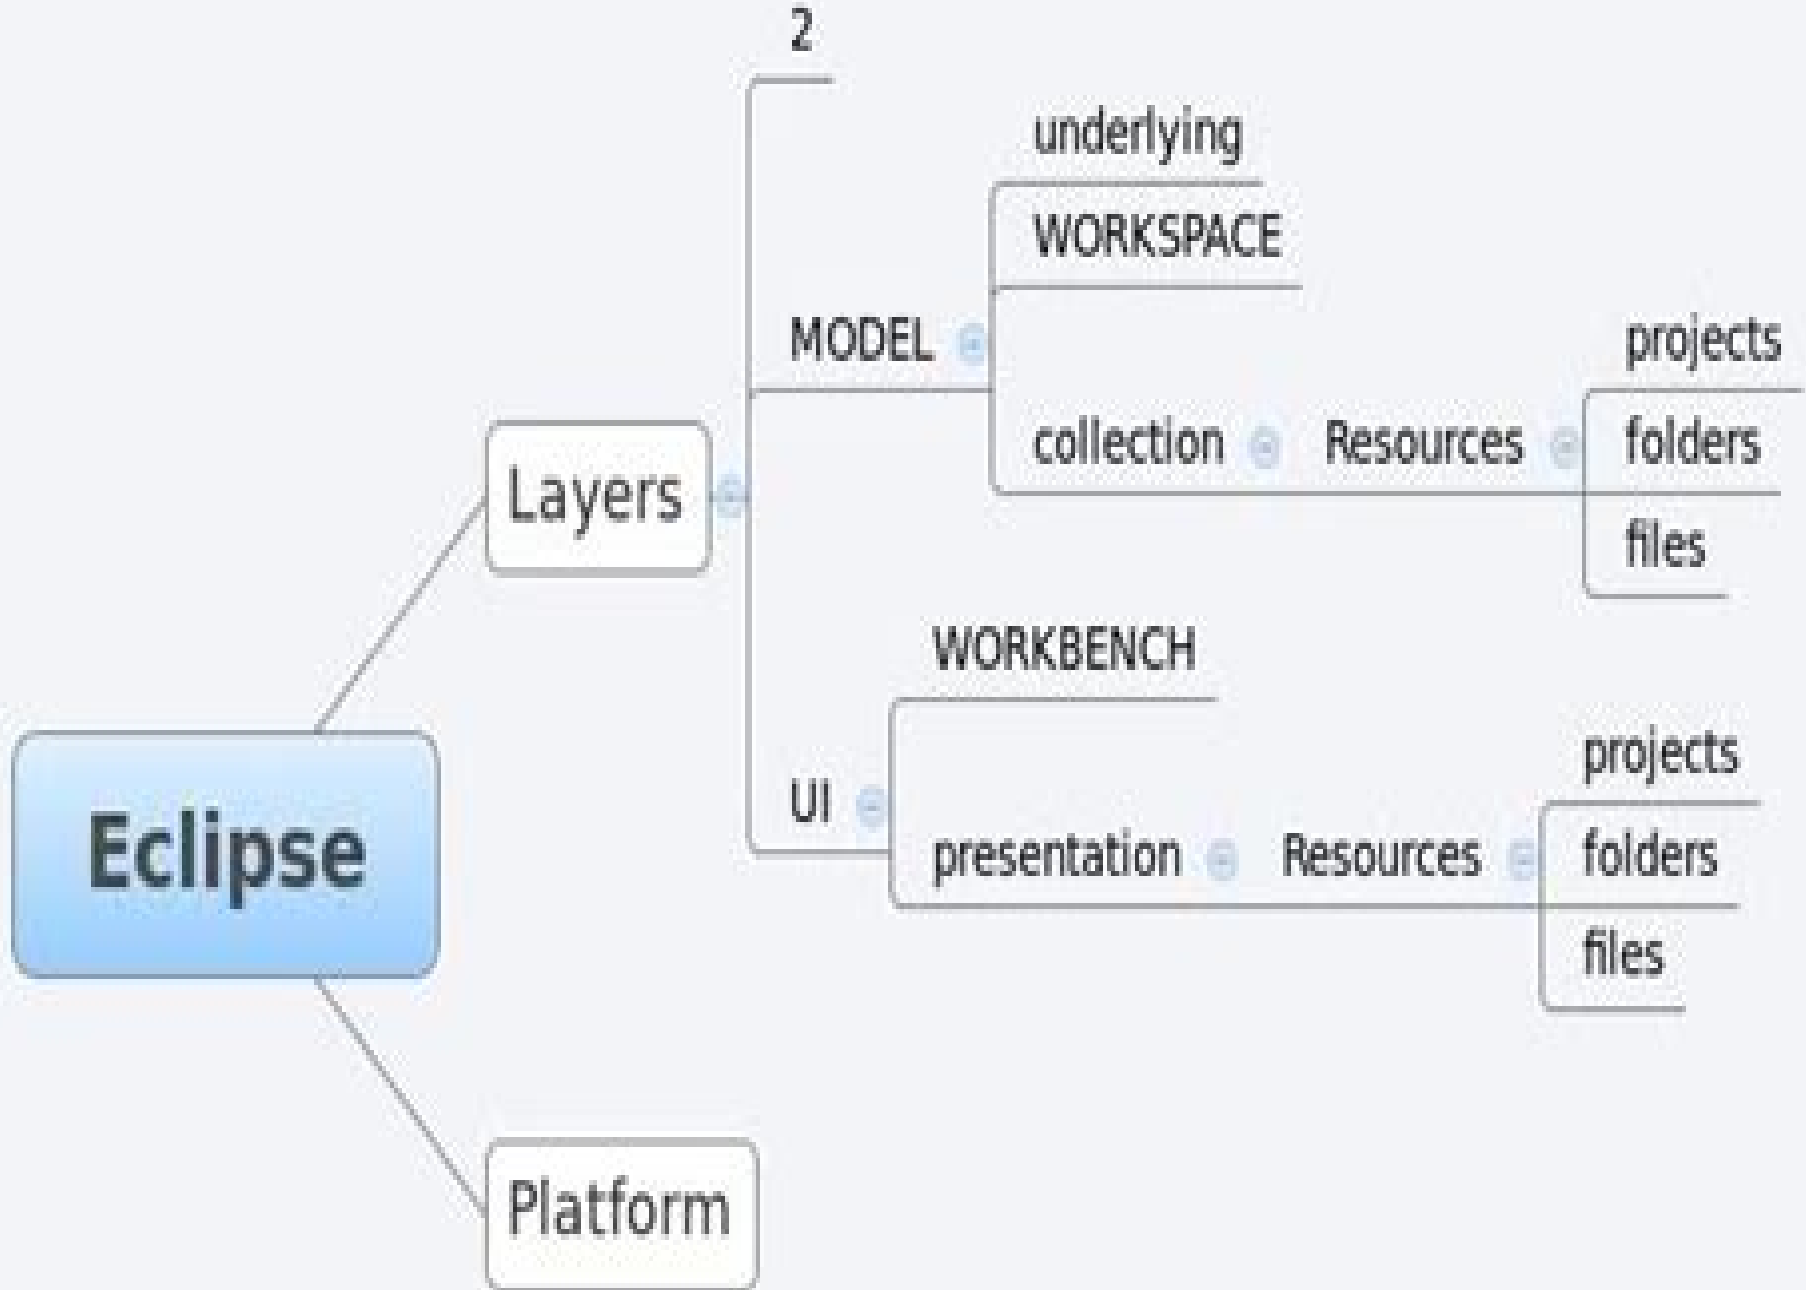 2
underlying
WORKSPACE
MODEL
projects
collection
Resources
folders
Layers
files
WORKBENCH
projects
UI
presentation
Resources
folders
Eclipse
files
Platform